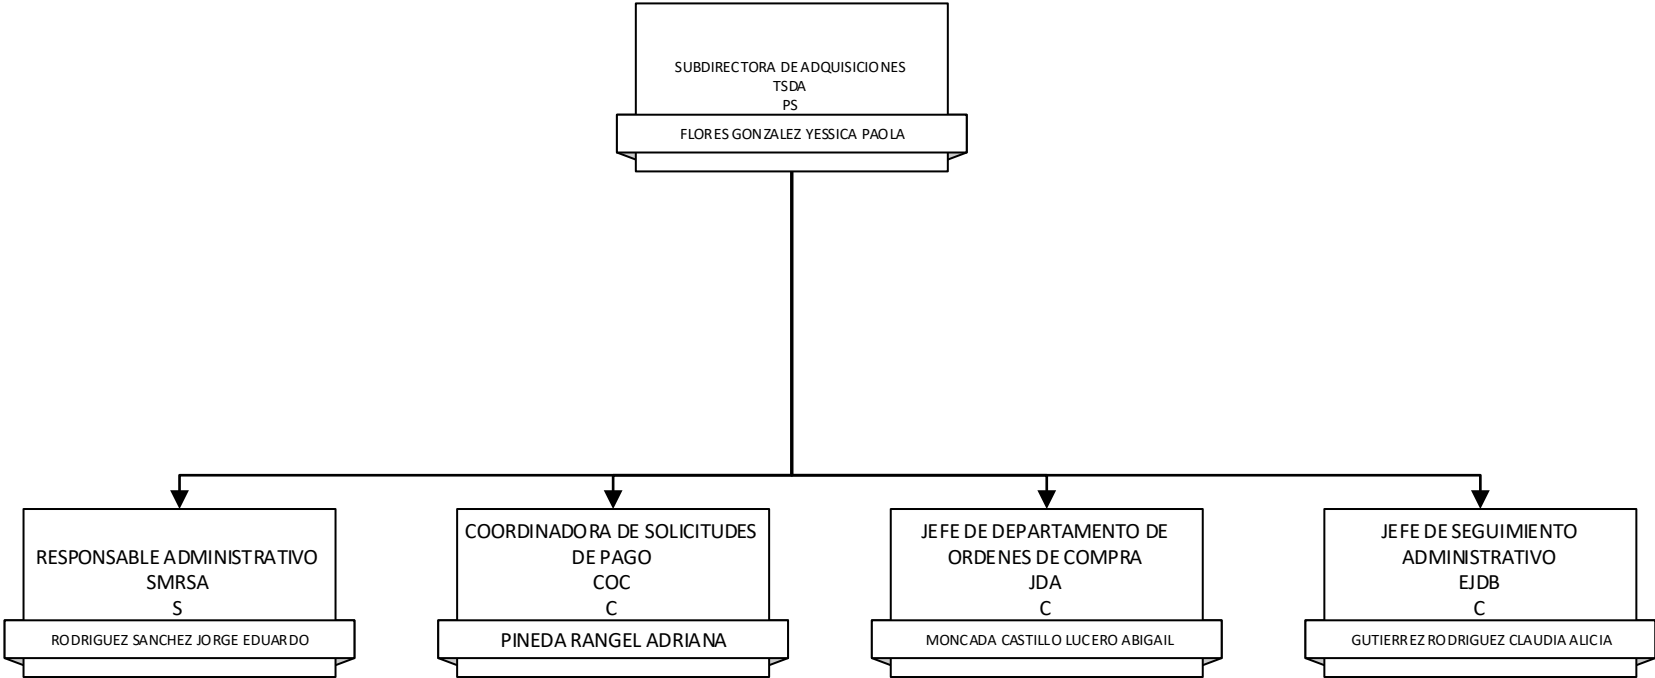 SUBDIRECTORA DE ADQUISICIONES
TSDA
PS
FLORES GONZALEZ YESSICA PAOLA
RESPONSABLE ADMINISTRATIVO
SMRSA
S
RODRIGUEZ SANCHEZ JORGE EDUARDO
COORDINADORA DE SOLICITUDES
DE PAGO
COC
C
PINEDA RANGEL ADRIANA
JEFE DE DEPARTAMENTO DE
ORDENES DE COMPRA
JDA
C
MONCADA CASTILLO LUCERO ABIGAIL
JEFE DE SEGUIMIENTO
ADMINISTRATIVO
EJDB
C
GUTIERREZ RODRIGUEZ CLAUDIA ALICIA